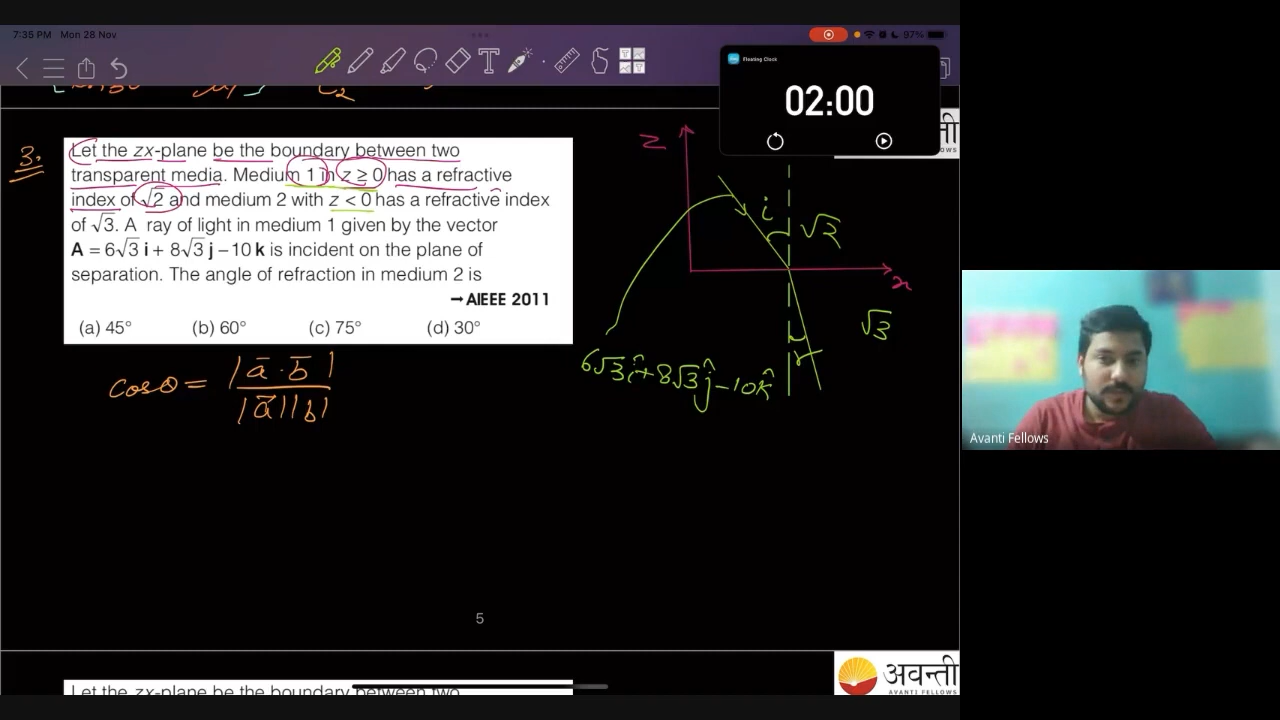 7:35 PM Mon 28 Nov
97%
Floating Clock
02:00
3.
Let the zx-plane be the boundary between two
transparent media. Medium 1 in z ≥ 0 has a refractive
index of √2 and medium 2 with z < 0 has a refractive index
of √3. A ray of light in medium 1 given by the vector
A = 6√3 i + 8√3 j – 10 k is incident on the plane of
separation. The angle of refraction in medium 2 is
→ AIEEE 2011
(a) 45° (b) 60° (c) 75° (d) 30°
cosθ = |ā · b̄| / |ā||b|
z
i
√2
x
√3
r
6√3î+8√3ĵ-10k̂
Avanti Fellows
5
Let the zx-plane be the boundary between two
अवन्ती
AVANTI FELLOWS